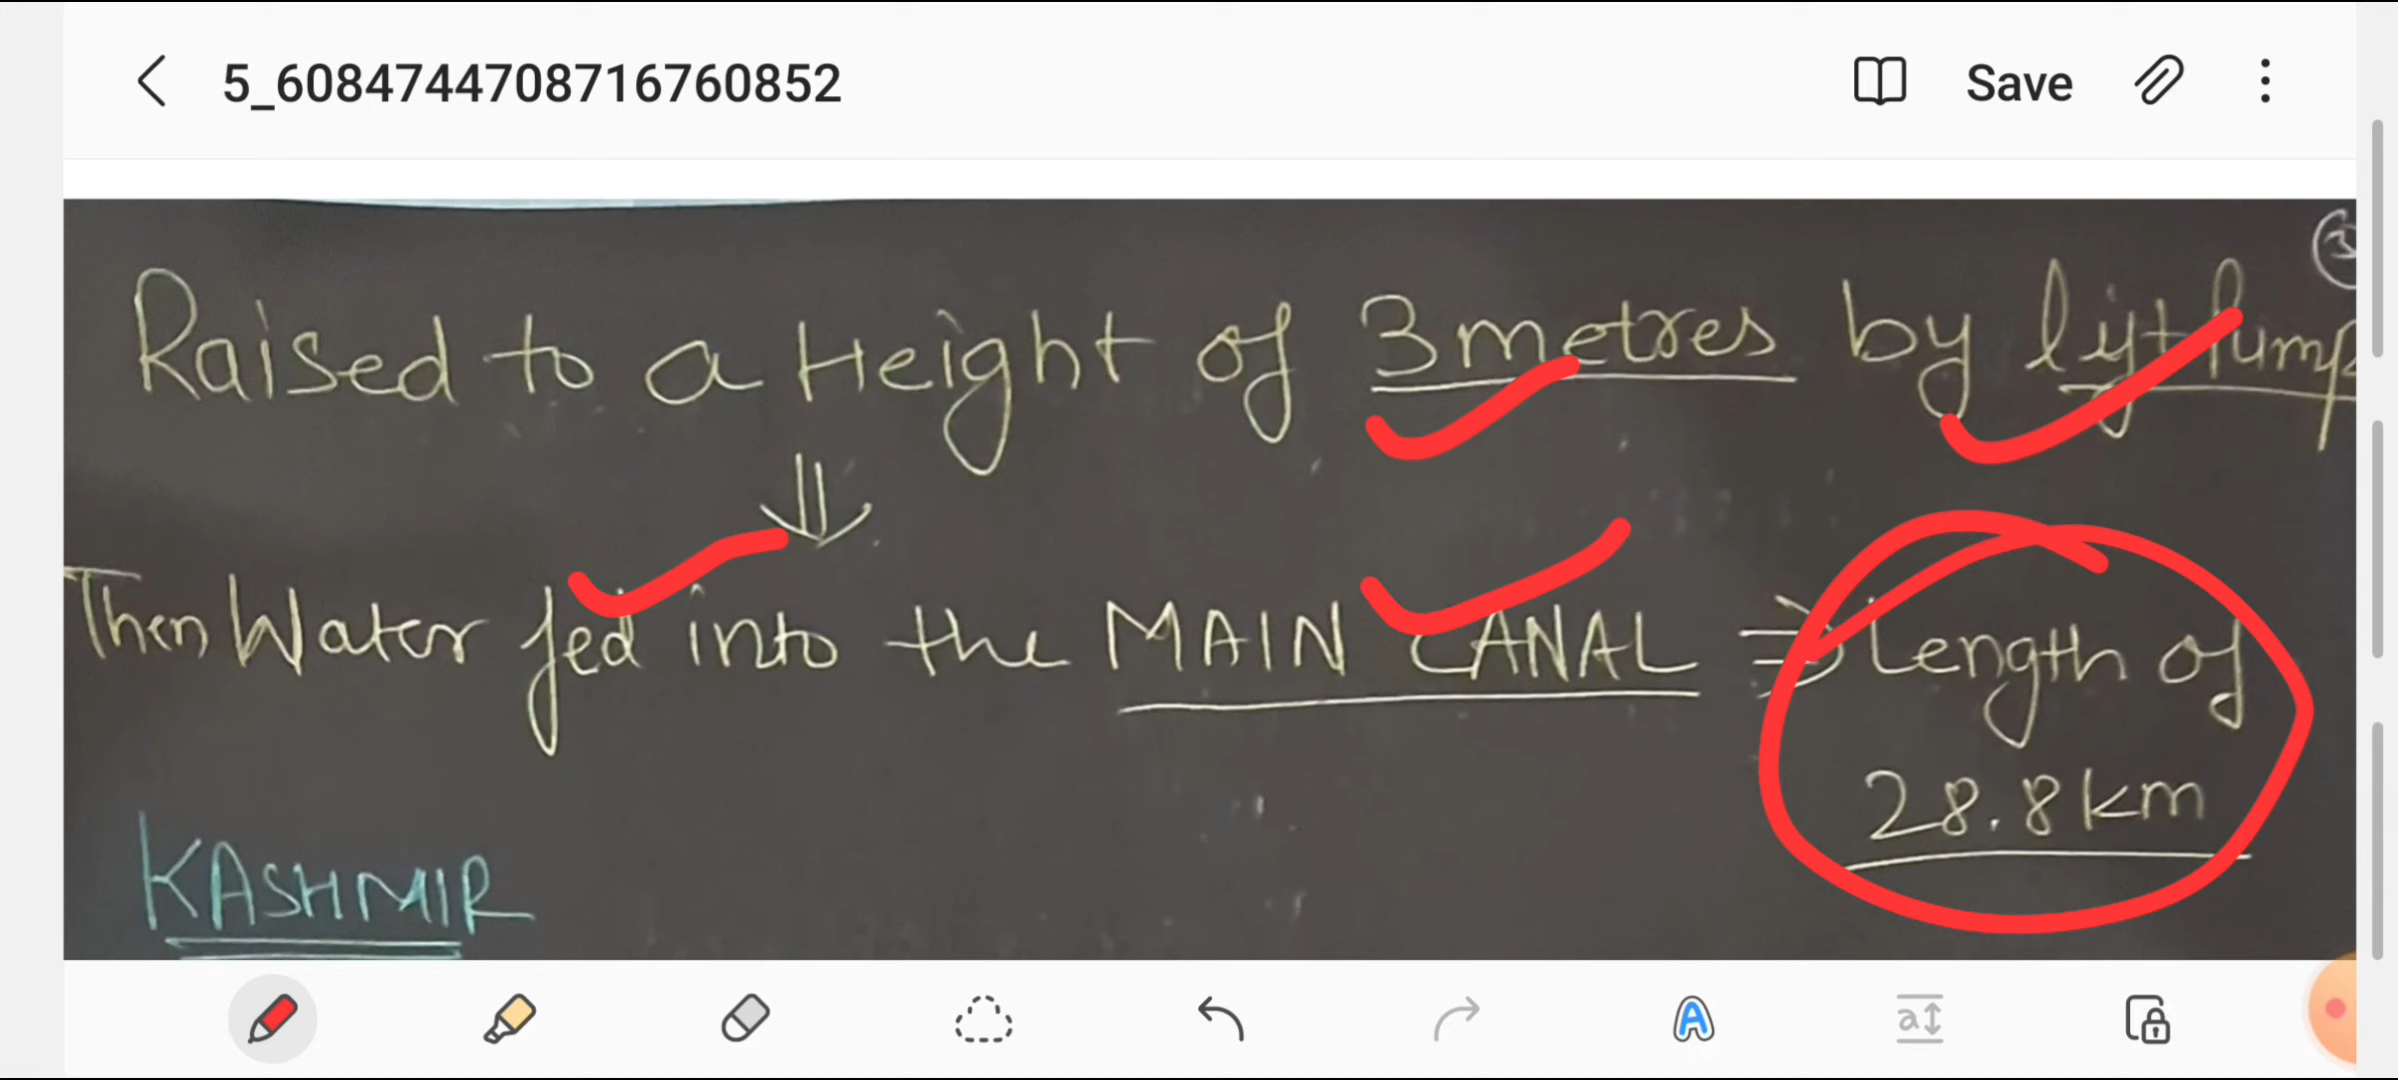 5_6084744708716760852
Save
3
Raised to a Height of 3 metres by lift Pump
Then Water fed into the MAIN CANAL ⇒ Length of
28.8 km
KASHMIR
A
a